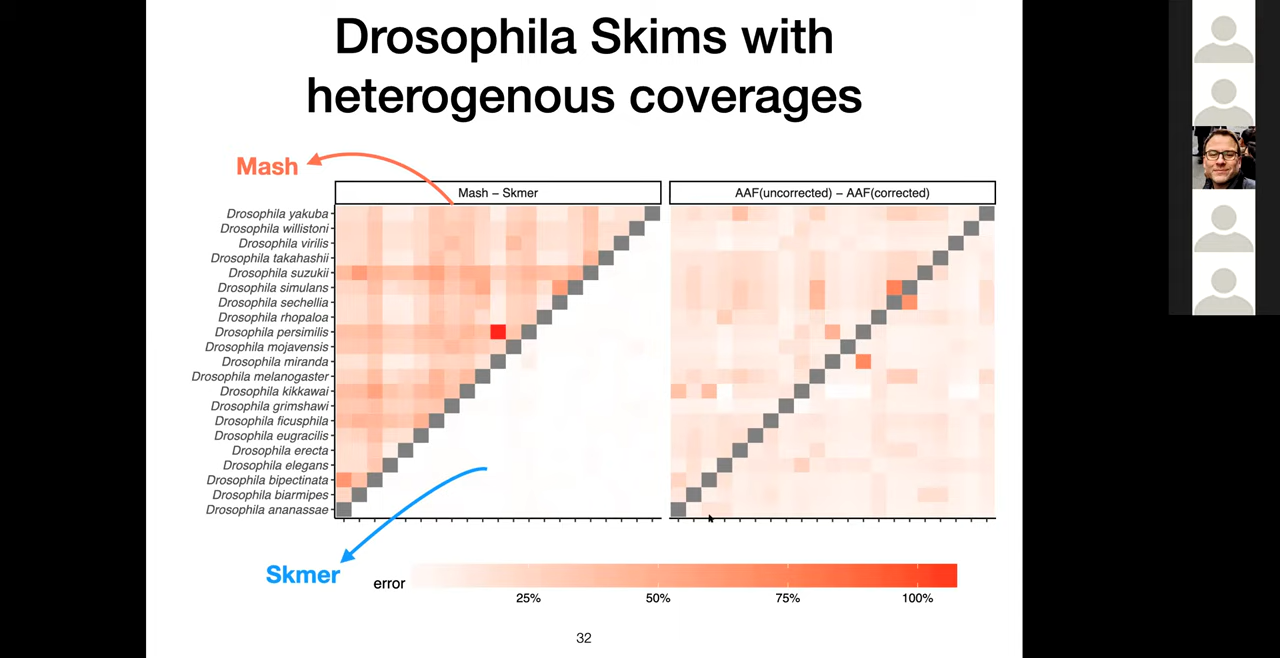 Drosophila Skims with
heterogenous coverages
Mash
Mash – Skmer
AAF(uncorrected) – AAF(corrected)
Drosophila yakuba
Drosophila willistoni
Drosophila virilis
Drosophila takahashii
Drosophila suzukii
Drosophila simulans
Drosophila sechellia
Drosophila rhopaloa
Drosophila persimilis
Drosophila mojavensis
Drosophila miranda
Drosophila melanogaster
Drosophila kikkawai
Drosophila grimshawi
Drosophila ficusphila
Drosophila eugracilis
Drosophila erecta
Drosophila elegans
Drosophila bipectinata
Drosophila biarmipes
Drosophila ananassae
Skmer
error
25% 50% 75% 100%
32